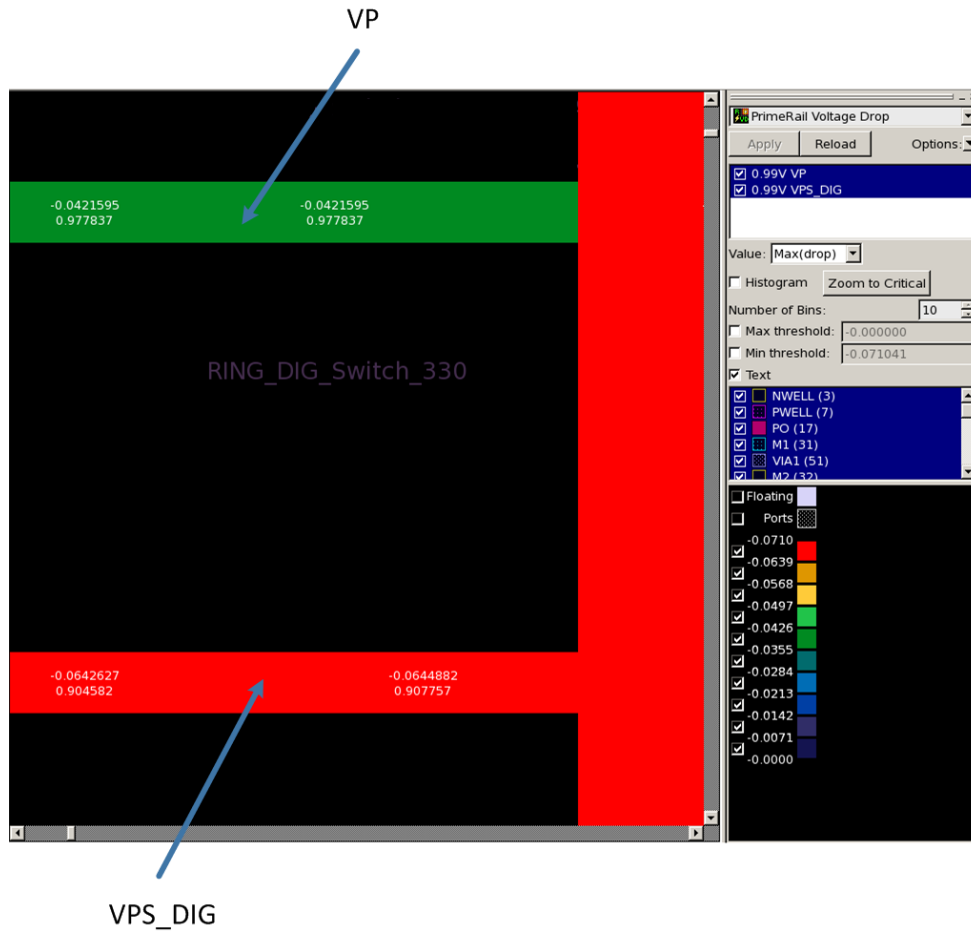 VP
-0.0421595
0.977837
-0.0421595
0.977837
RING_DIG_Switch_330
-0.0642627
0.904582
-0.0644882
0.907757
VPS_DIG
PrimeRail Voltage Drop
Apply
Reload
Options:
0.99V VP
0.99V VPS_DIG
Value:
Max(drop)
Histogram
Zoom to Critical
Number of Bins:
10
Max threshold:
-0.000000
Min threshold:
-0.071041
Text
NWELL (3)
PWELL (7)
PO (17)
M1 (31)
VIA1 (51)
M2 (32)
Floating
Ports
-0.0710
-0.0639
-0.0568
-0.0497
-0.0426
-0.0355
-0.0284
-0.0213
-0.0142
-0.0071
-0.0000